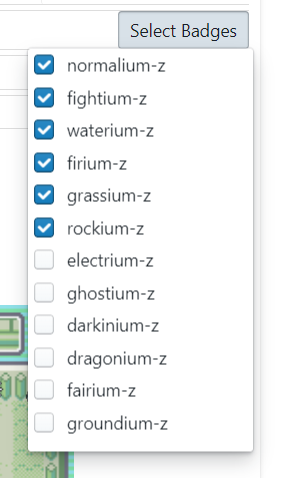 Select Badges
normalium-z
fightium-z
waterium-z
firium-z
grassium-z
rockium-z
electrium-z
ghostium-z
darkinium-z
dragonium-z
fairium-z
groundium-z